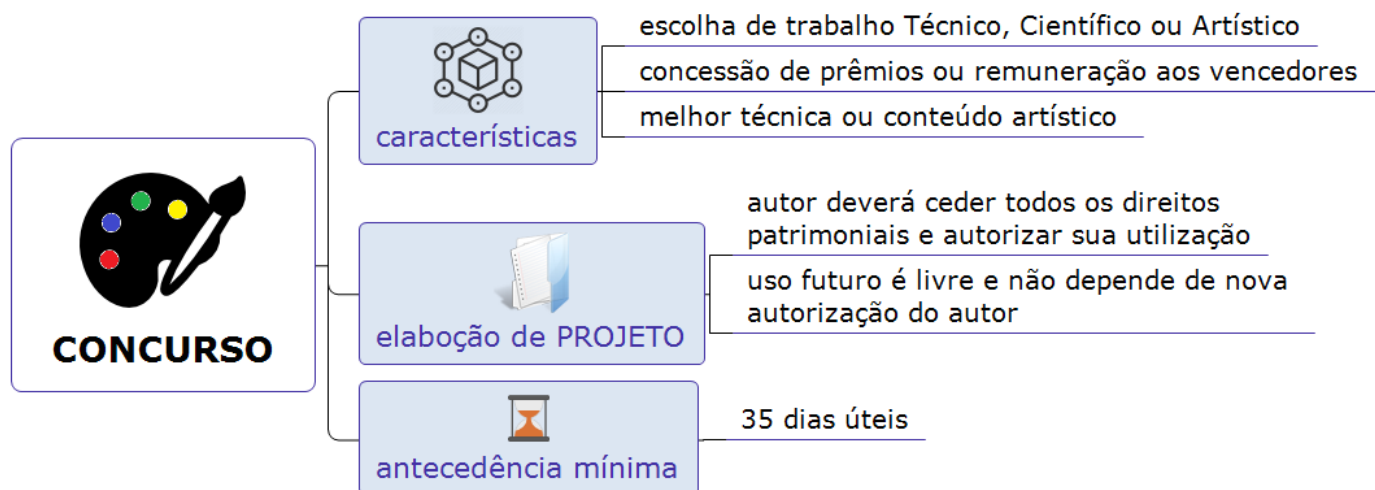 CONCURSO
características
escolha de trabalho Técnico, Científico ou Artístico
concessão de prêmios ou remuneração aos vencedores
melhor técnica ou conteúdo artístico
elaboção de PROJETO
autor deverá ceder todos os direitos
patrimoniais e autorizar sua utilização
uso futuro é livre e não depende de nova
autorização do autor
antecedência mínima
35 dias úteis